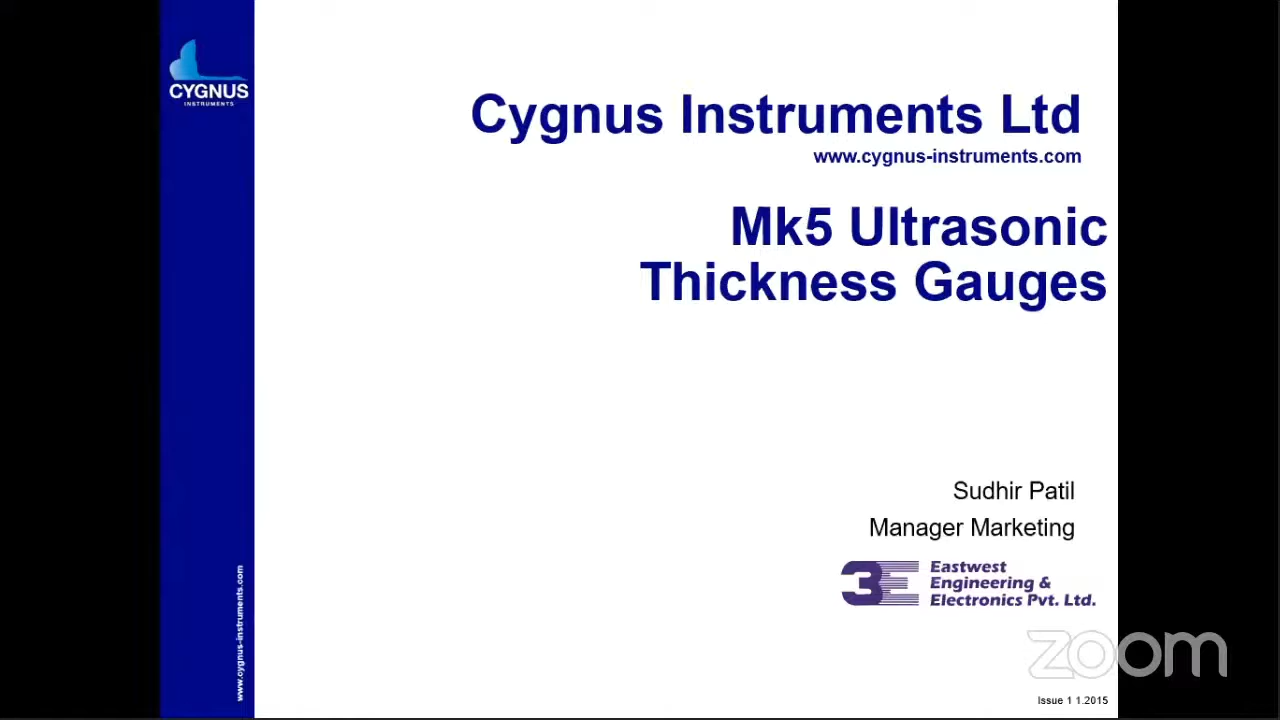 CYGNUS
INSTRUMENTS
Cygnus Instruments Ltd
www.cygnus-instruments.com
Mk5 Ultrasonic
Thickness Gauges
Sudhir Patil
Manager Marketing
3E Eastwest
Engineering &
Electronics Pvt. Ltd.
zoom
Issue 1 1.2015
www.cygnus-instruments.com